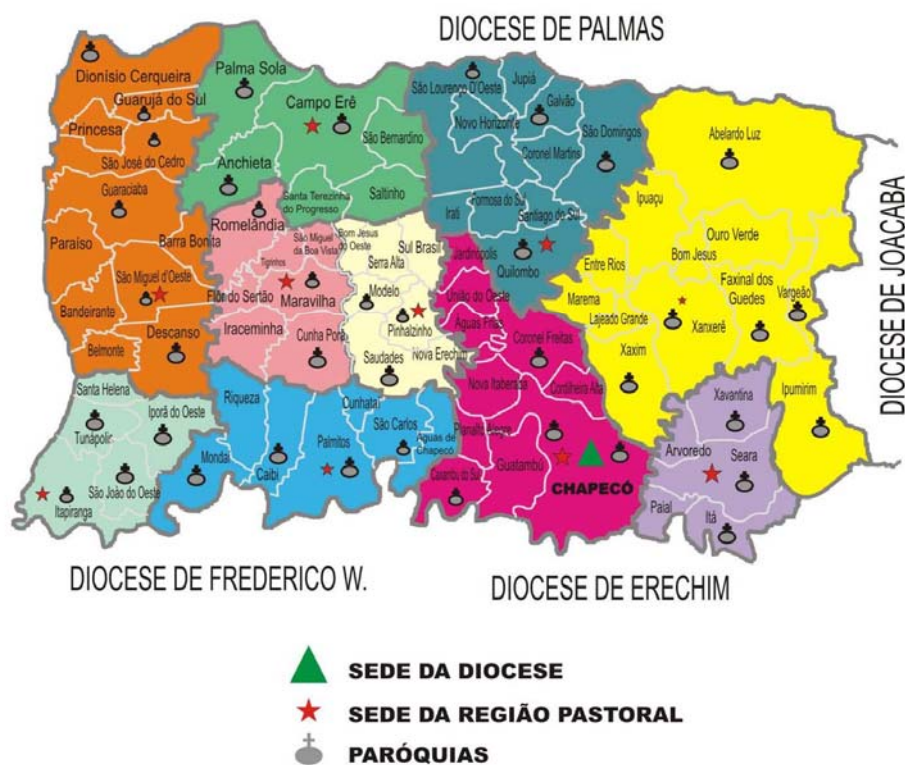 DIOCESE DE PALMAS
Dionísio Cerqueira
Guarujá do Sul
Princesa
São José do Cedro
Guaraciaba
Paraíso
Barra Bonita
São Miguel d'Oeste
Bandeirante
Descanso
Belmonte
Palma Sola
Campo Erê
São Bernardino
Anchieta
Santa Terezinha
do Progresso
Saltinho
Romelândia
São Miguel
da Boa Vista
Tigrinhos
Flor do Sertão
Maravilha
Iraceminha
Cunha Porã
Bom Jesus
do Oeste
Sul Brasil
Serra Alta
Modelo
Pinhalzinho
Saudades
Nova Erechim
São Lourenço D'Oeste
Jupiá
Galvão
Novo Horizonte
São Domingos
Coronel Martins
Formosa do Sul
Irati
Santiago do Sul
Quilombo
Jardinópolis
União do Oeste
Aguas Frias
Coronel Freitas
Nova Itaberaba
Cordilheira Alta
Planalto Alegre
Guatambú
CHAPECÓ
Caxambu do Sul
Abelardo Luz
Ipuaçu
Ouro Verde
Entre Rios
Bom Jesus
Marema
Faxinal dos
Guedes
Vargeão
Lajeado Grande
Xanxerê
Xaxim
Ipumirim
Xavantina
Arvoredo
Seara
Paial
Itá
Santa Helena
Iporã do Oeste
Tunápolis
São João do Oeste
Itapiranga
Riqueza
Cunhataí
São Carlos
Mondaí
Palmitos
Aguas de
Chapecó
Caibi
DIOCESE DE JOACABA
DIOCESE DE FREDERICO W.
DIOCESE DE ERECHIM
SEDE DA DIOCESE
SEDE DA REGIÃO PASTORAL
PARÓQUIAS